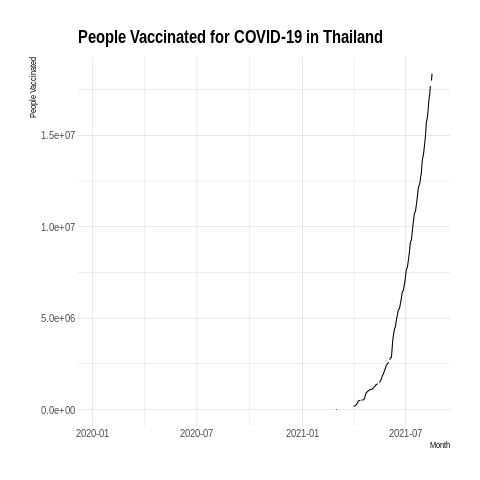 People Vaccinated for COVID-19 in Thailand
People Vaccinated
1.5e+07
1.0e+07
5.0e+06
0.0e+00
2020-01 2020-07 2021-01 2021-07
Month